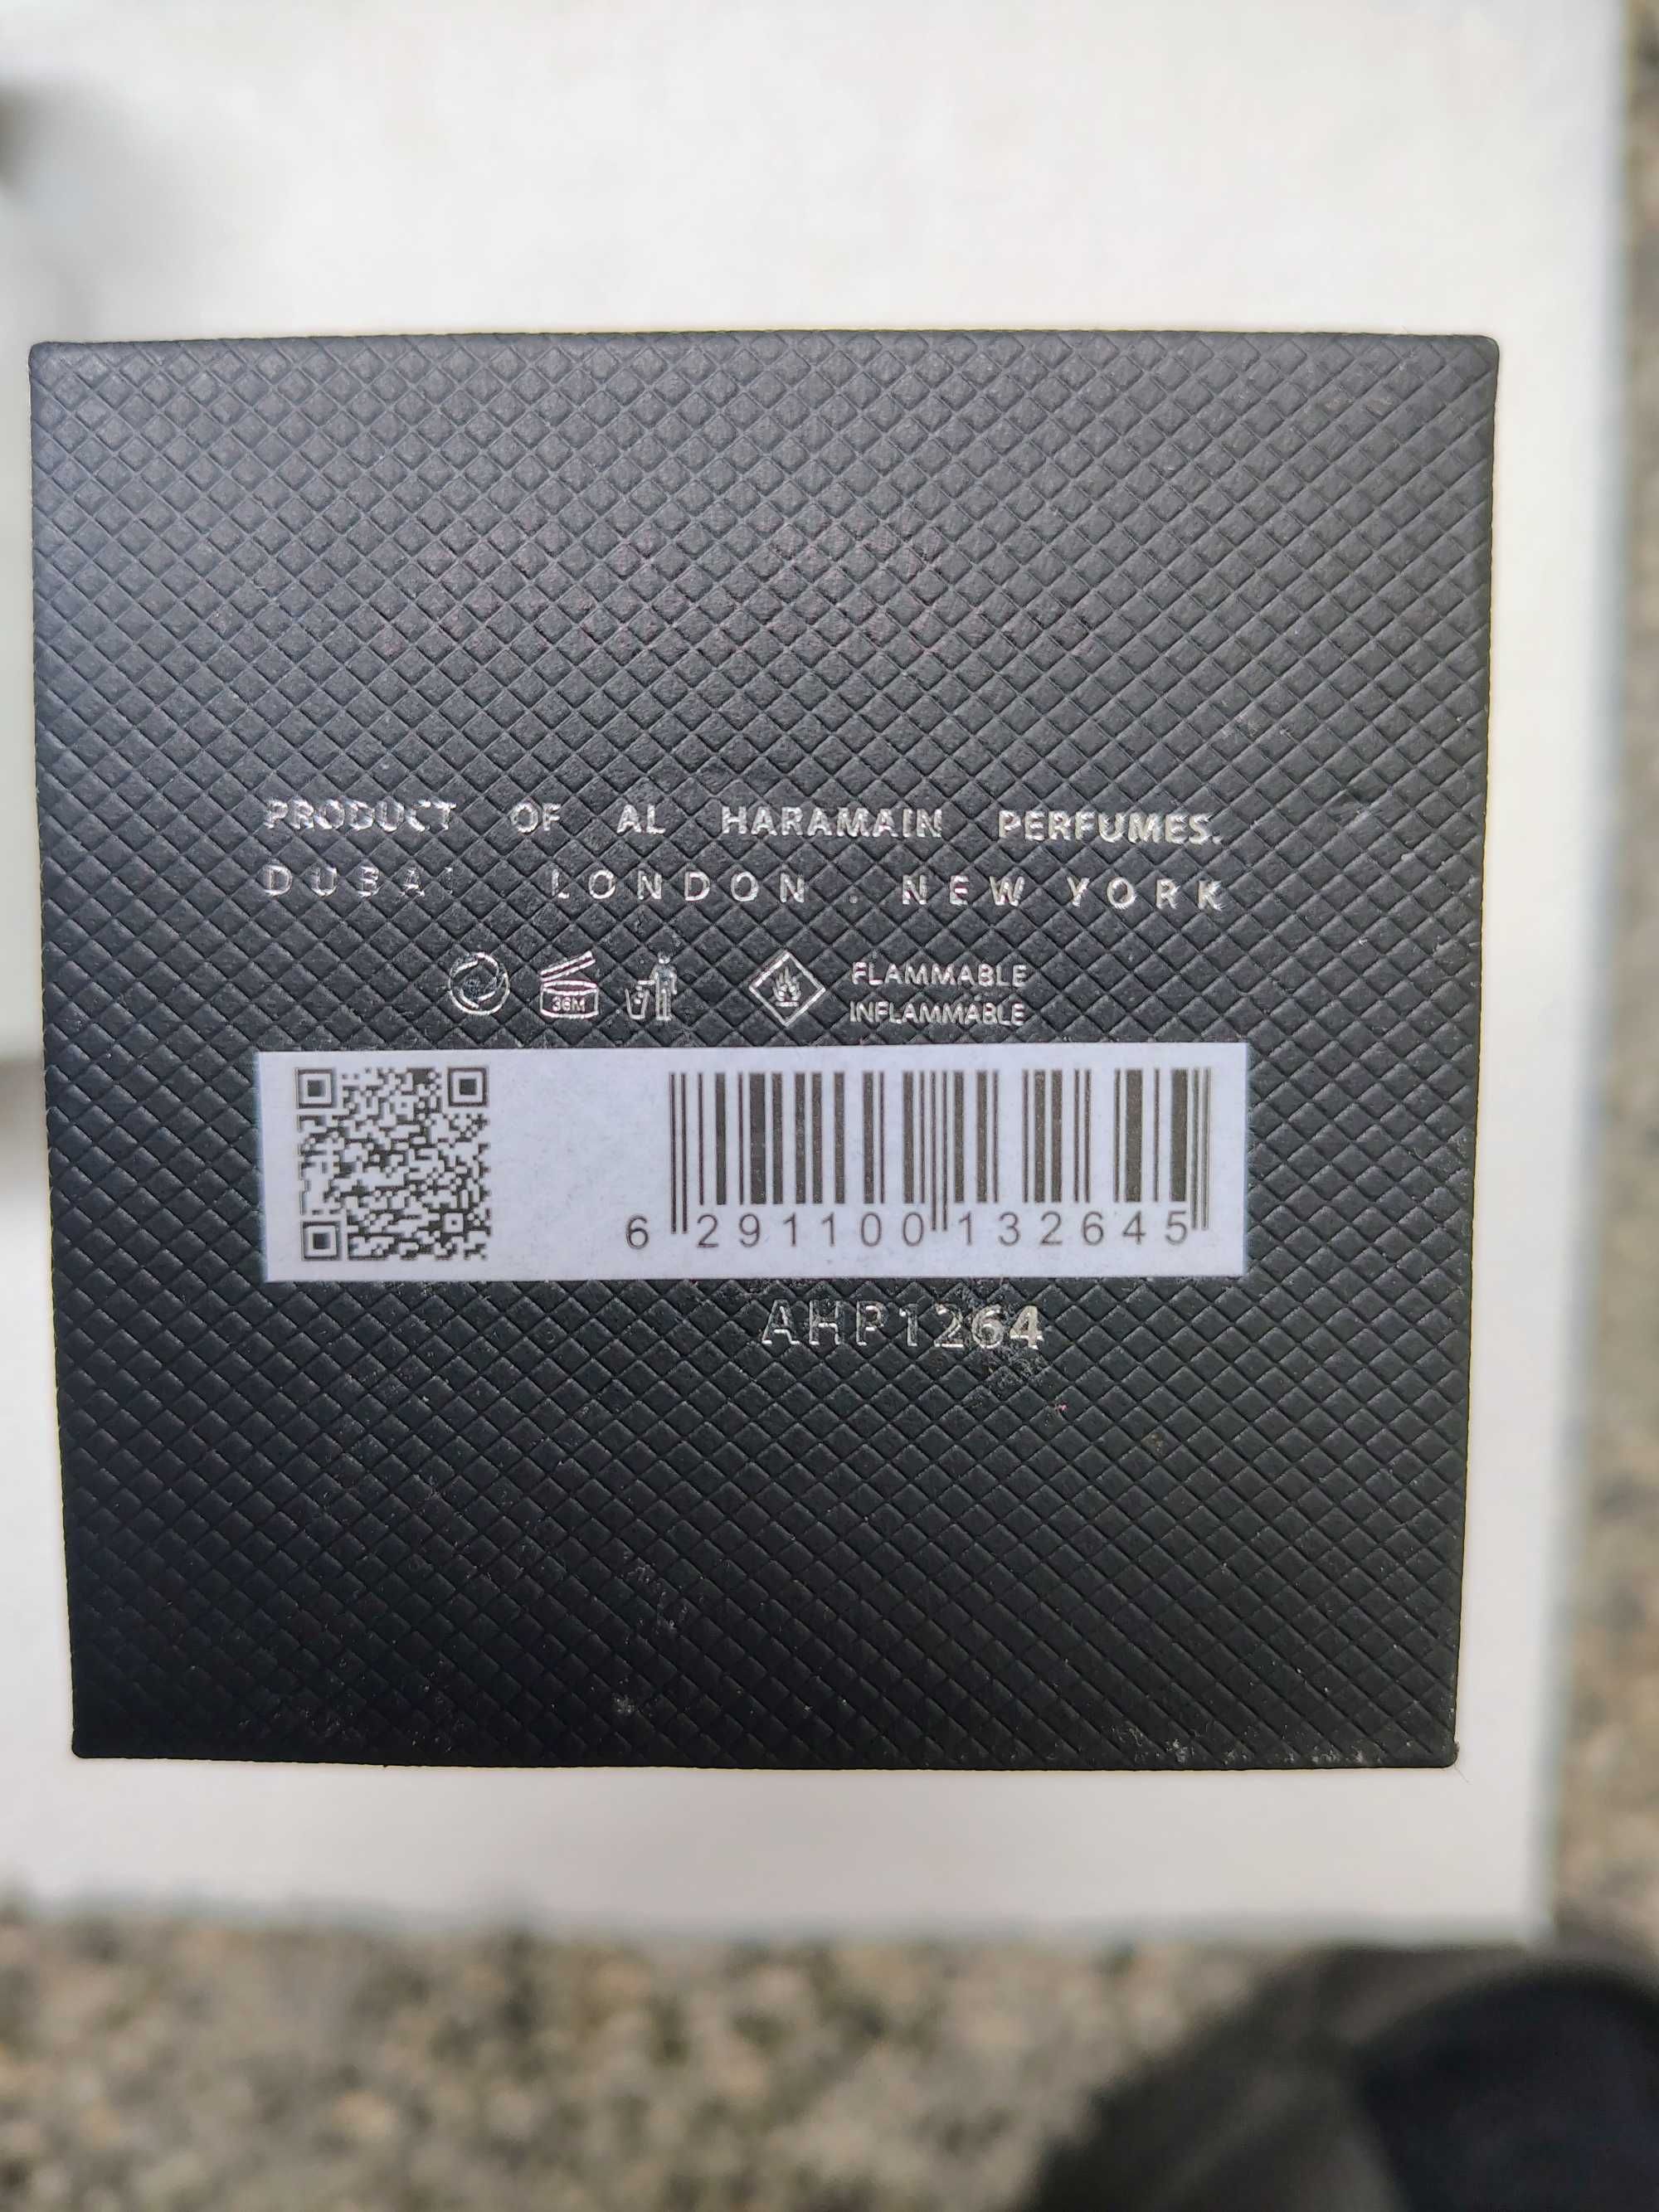 PRODUCT OF AL HARAMAIN PERFUMES.
DUBAI LONDON . NEW YORK
36M
FLAMMABLE
INFLAMMABLE
6 291100 132645
AHP1264